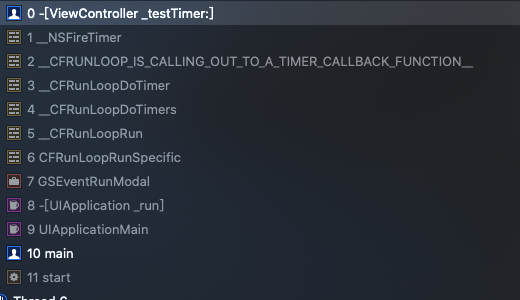 0 -[ViewController _testTimer:]
1 __NSFireTimer
2 __CFRUNLOOP_IS_CALLING_OUT_TO_A_TIMER_CALLBACK_FUNCTION__
3 __CFRunLoopDoTimer
4 __CFRunLoopDoTimers
5 __CFRunLoopRun
6 CFRunLoopRunSpecific
7 GSEventRunModal
8 -[UIApplication _run]
9 UIApplicationMain
10 main
11 start
Thread 6